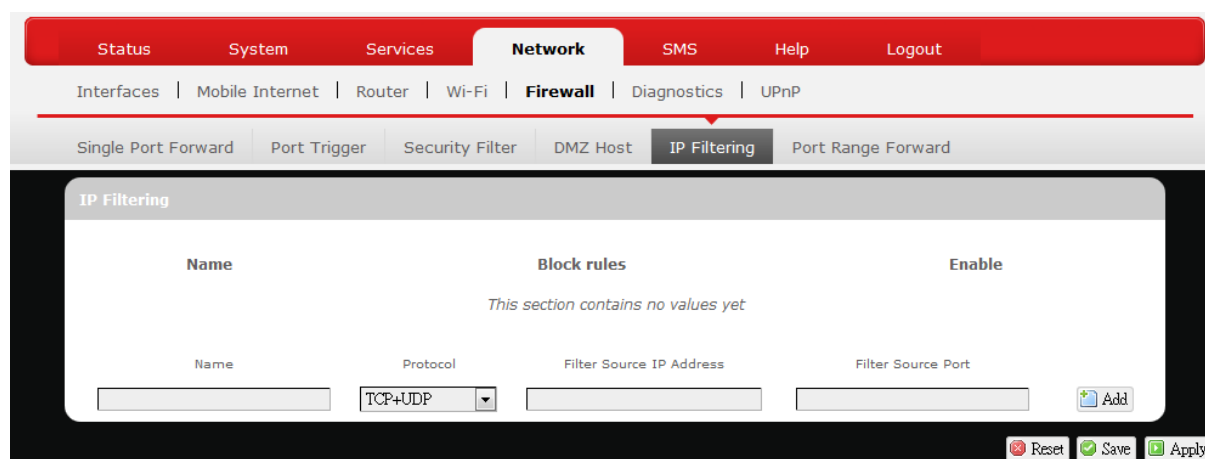 Status System Services Network SMS Help Logout
Interfaces | Mobile Internet | Router | Wi-Fi | Firewall | Diagnostics | UPnP
Single Port Forward Port Trigger Security Filter DMZ Host IP Filtering Port Range Forward
IP Filtering
Name Block rules Enable
This section contains no values yet
Name Protocol Filter Source IP Address Filter Source Port
TCP+UDP Add
Reset Save Apply